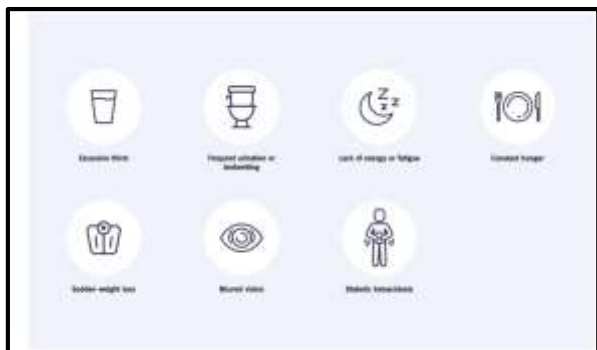 Excessive thirst
Frequent urination or
bedwetting
Lack of energy or fatigue
Constant hunger
Sudden weight loss
Blurred vision
Diabetic ketoacidosis